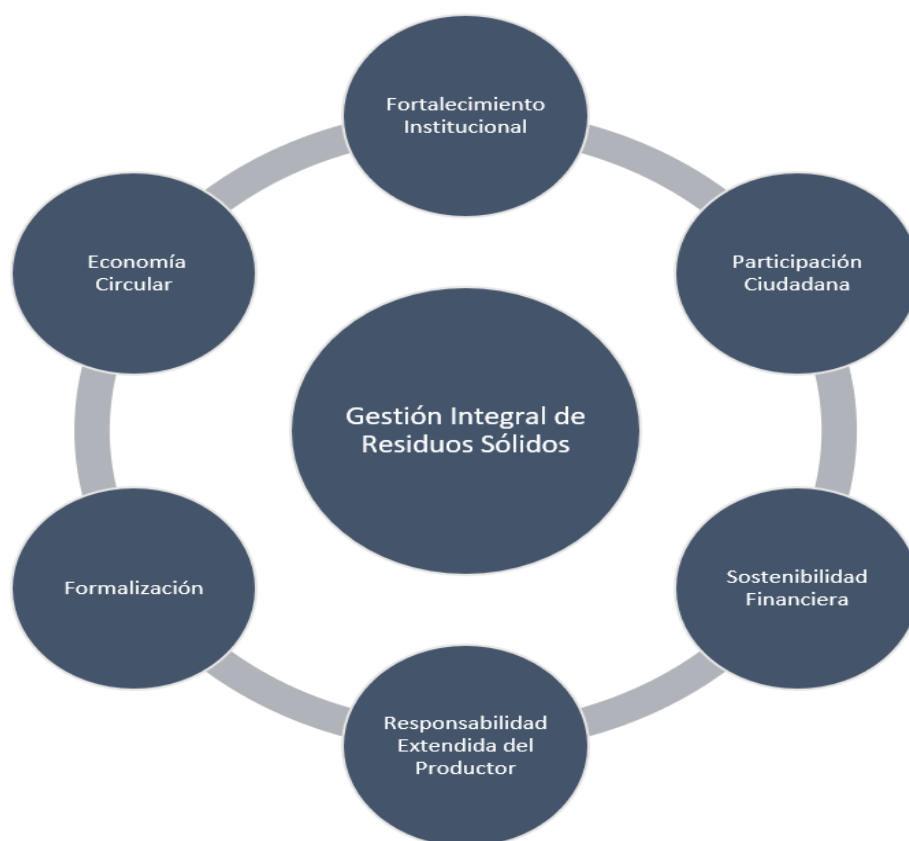 Fortalecimiento
Institucional
Participación
Ciudadana
Sostenibilidad
Financiera
Responsabilidad
Extendida del
Productor
Formalización
Economía
Circular
Gestión Integral de
Residuos Sólidos